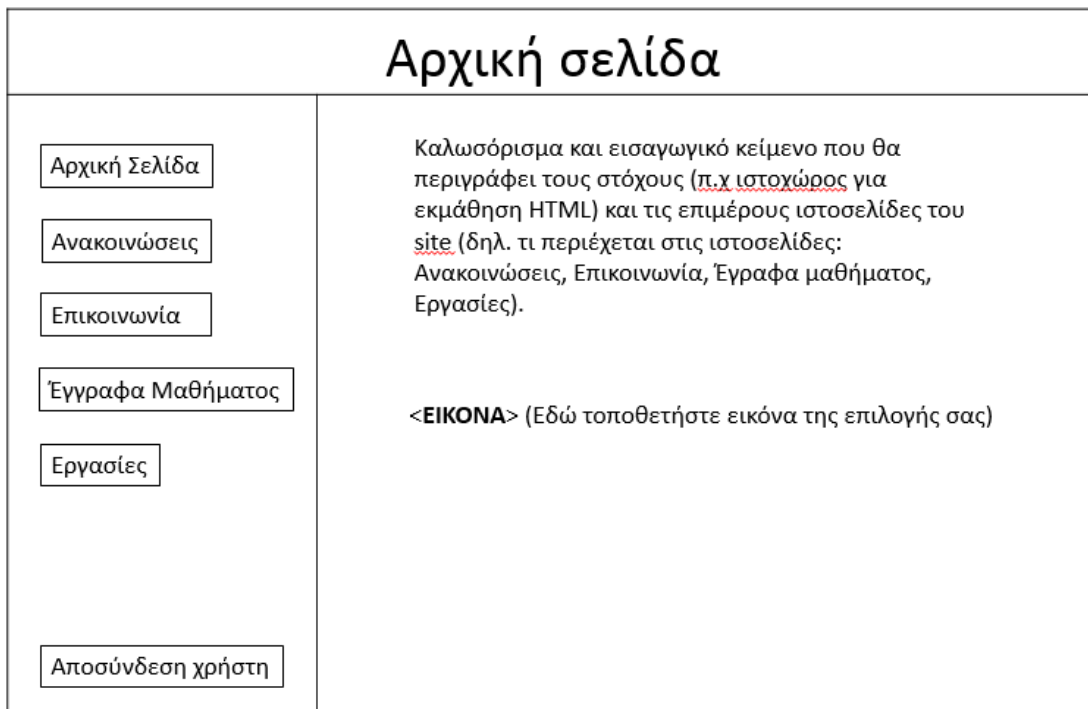 Αρχική σελίδα
Αρχική Σελίδα
Ανακοινώσεις
Επικοινωνία
Έγγραφα Μαθήματος
Εργασίες
Αποσύνδεση χρήστη
Καλωσόρισμα και εισαγωγικό κείμενο που θα
περιγράφει τους στόχους (π.χ ιστοχώρος για
εκμάθηση HTML) και τις επιμέρους ιστοσελίδες του
site (δηλ. τι περιέχεται στις ιστοσελίδες:
Ανακοινώσεις, Επικοινωνία, Έγραφα μαθήματος,
Εργασίες).
<ΕΙΚΟΝΑ> (Εδώ τοποθετήστε εικόνα της επιλογής σας)